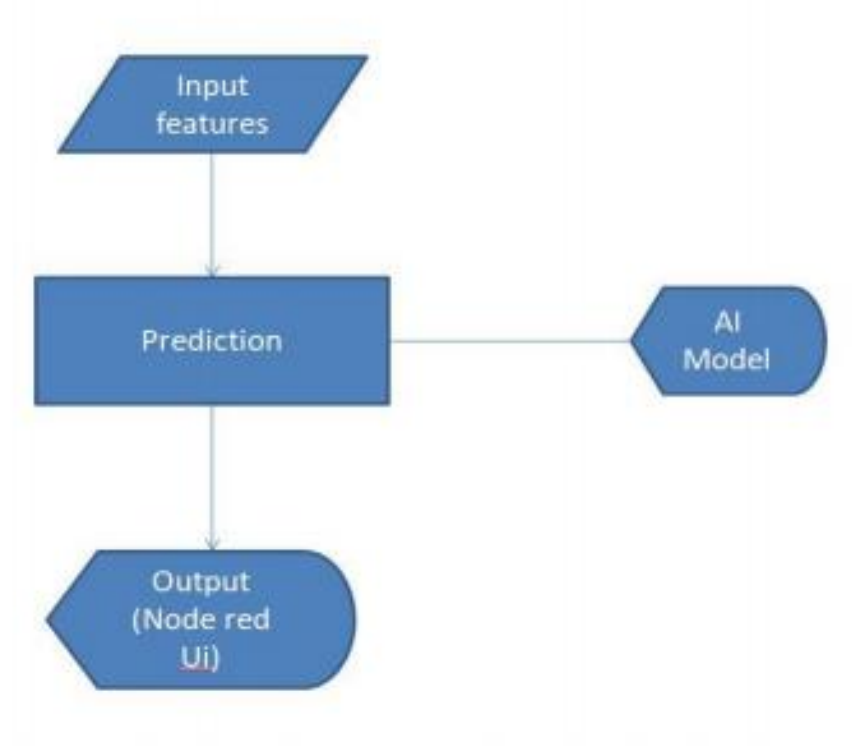 Input
features
Prediction
AI
Model
Output
(Node red
Ui)